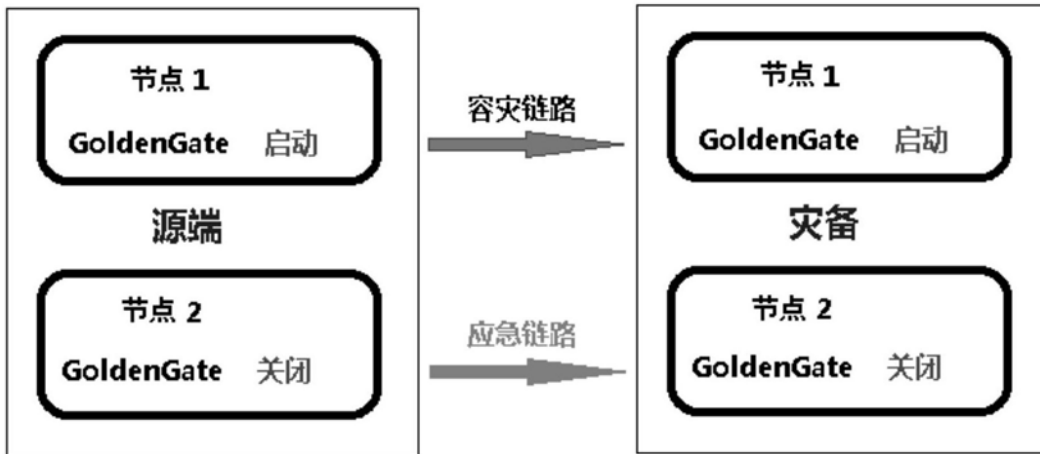 节点 1
GoldenGate 启动
源端
节点 2
GoldenGate 关闭
容灾链路
应急链路
节点 1
GoldenGate 启动
灾备
节点 2
GoldenGate 关闭